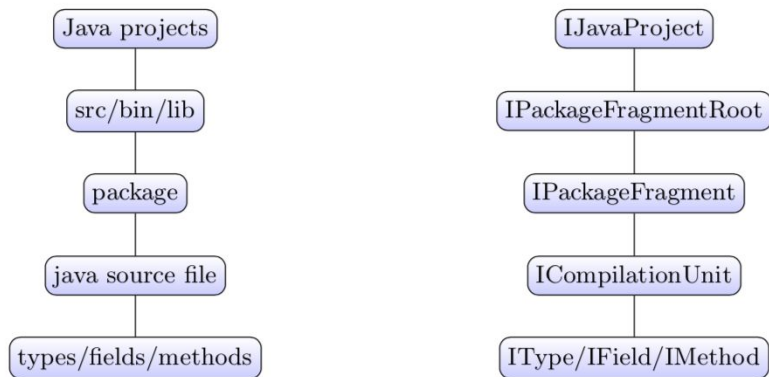 Java projects
src/bin/lib
package
java source file
types/fields/methods
IJavaProject
IPackageFragmentRoot
IPackageFragment
ICompilationUnit
IType/IField/IMethod